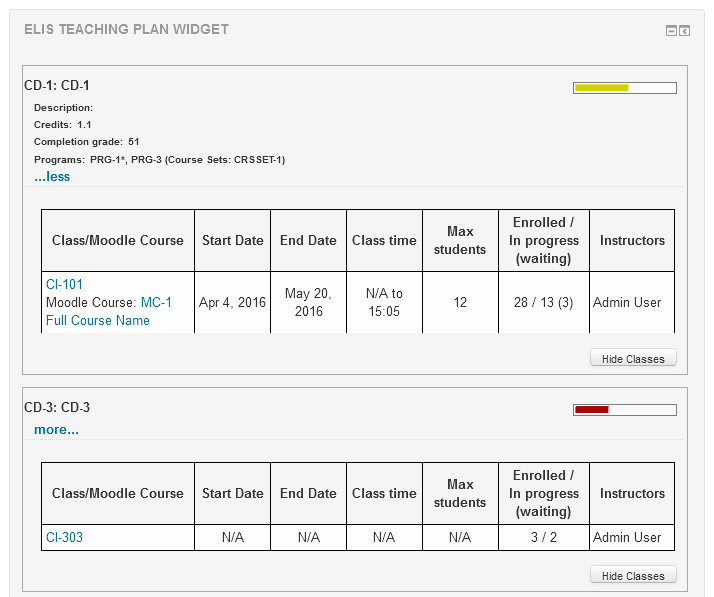 ELIS TEACHING PLAN WIDGET
CD-1: CD-1
Description:
Credits: 1.1
Completion grade: 51
Programs: PRG-1*, PRG-3 (Course Sets: CRSSET-1)
...less
Class/Moodle Course Start Date End Date Class time Max students Enrolled / In progress (waiting) Instructors
CI-101
Moodle Course: MC-1
Full Course Name
Apr 4, 2016
May 20,
2016
N/A to
15:05
12
28 / 13 (3)
Admin User
Hide Classes
CD-3: CD-3
more...
Class/Moodle Course Start Date End Date Class time Max students Enrolled / In progress (waiting) Instructors
CI-303 N/A N/A N/A N/A 3 / 2 Admin User
Hide Classes